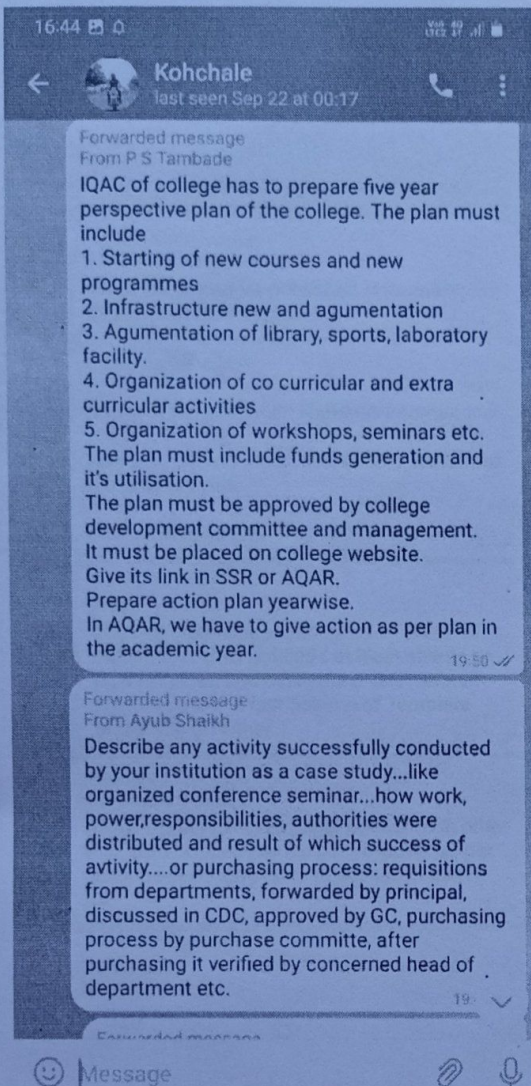 16:44
Kohchale
last seen Sep 22 at 00:17
Forwarded message
From P S Tambade
IQAC of college has to prepare five year
perspective plan of the college. The plan must
include
1. Starting of new courses and new
programmes
2. Infrastructure new and agumentation
3. Agumentation of library, sports, laboratory
facility.
4. Organization of co curricular and extra
curricular activities
5. Organization of workshops, seminars etc.
The plan must include funds generation and
it's utilisation.
The plan must be approved by college
development committee and management.
It must be placed on college website.
Give its link in SSR or AQAR.
Prepare action plan yearwise.
In AQAR, we have to give action as per plan in
the academic year.
19:50
Forwarded message
From Ayub Shaikh
Describe any activity successfully conducted
by your institution as a case study...like
organized conference seminar...how work,
power,responsibilities, authorities were
distributed and result of which success of
avtivity....or purchasing process: requisitions
from departments, forwarded by principal,
discussed in CDC, approved by GC, purchasing
process by purchase committe, after
purchasing it verified by concerned head of
department etc.
19:
Forwarded message
Message